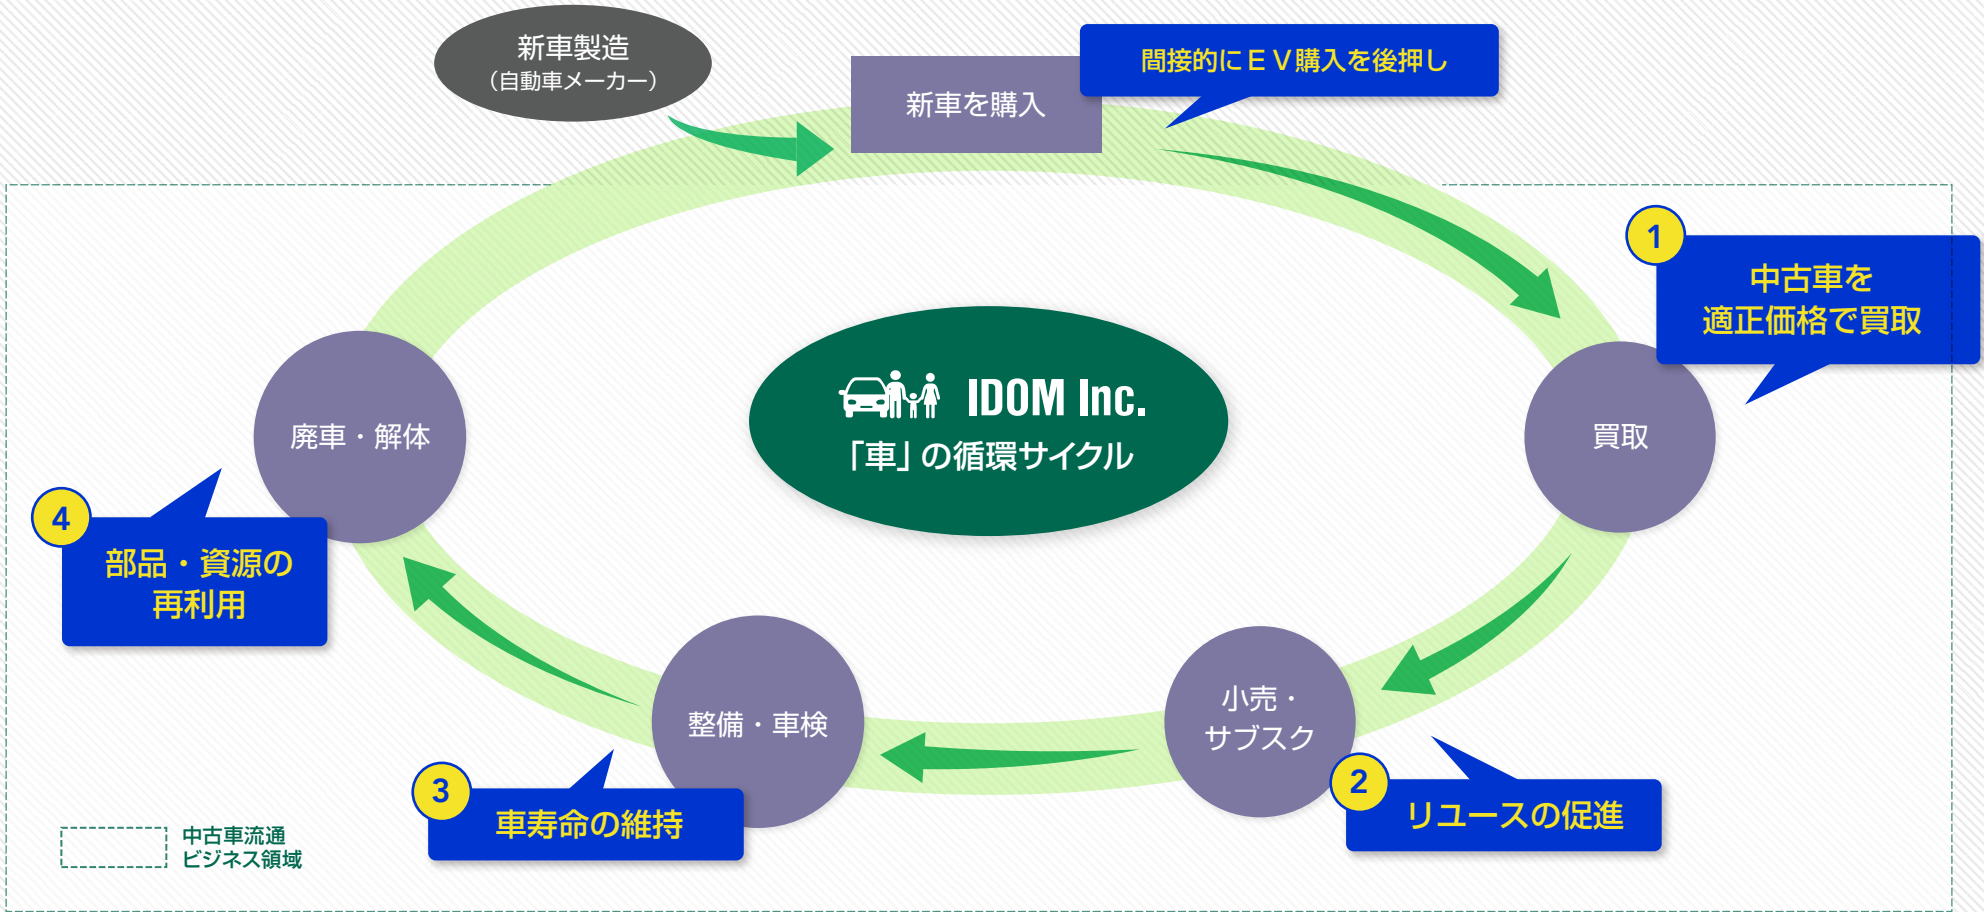 新車製造
（自動車メーカー）
新車を購入
間接的にＥＶ購入を後押し
1
中古車を
適正価格で買取
買取
IDOM Inc.
「車」の循環サイクル
廃車・解体
4
部品・資源の
再利用
整備・車検
3
車寿命の維持
小売・
サブスク
2
リユースの促進
中古車流通
ビジネス領域